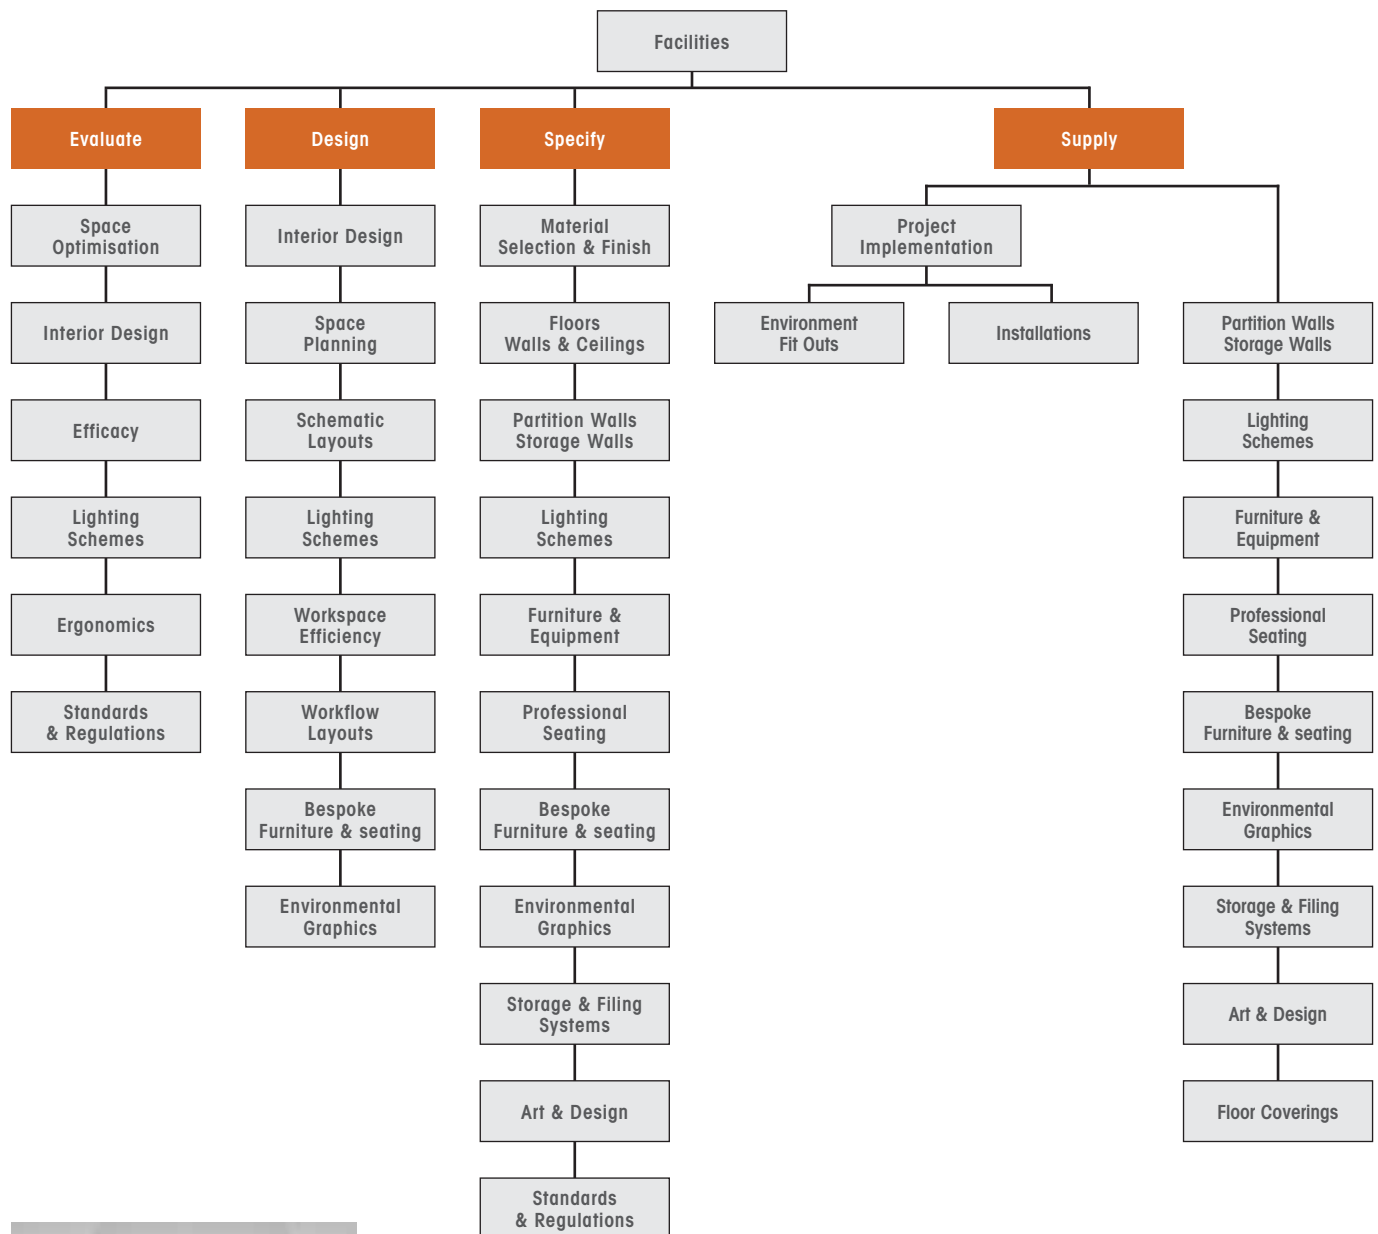 Facilities
Evaluate
Design
Specify
Supply
Space
Optimisation
Interior Design
Efficacy
Lighting
Schemes
Ergonomics
Standards
& Regulations
Interior Design
Space
Planning
Schematic
Layouts
Lighting
Schemes
Workspace
Efficiency
Workflow
Layouts
Bespoke
Furniture & seating
Environmental
Graphics
Material
Selection & Finish
Floors
Walls & Ceilings
Partition Walls
Storage Walls
Lighting
Schemes
Furniture &
Equipment
Professional
Seating
Bespoke
Furniture & seating
Environmental
Graphics
Storage & Filing
Systems
Art & Design
Standards
& Regulations
Project
Implementation
Environment
Fit Outs
Installations
Partition Walls
Storage Walls
Lighting
Schemes
Furniture &
Equipment
Professional
Seating
Bespoke
Furniture & seating
Environmental
Graphics
Storage & Filing
Systems
Art & Design
Floor Coverings